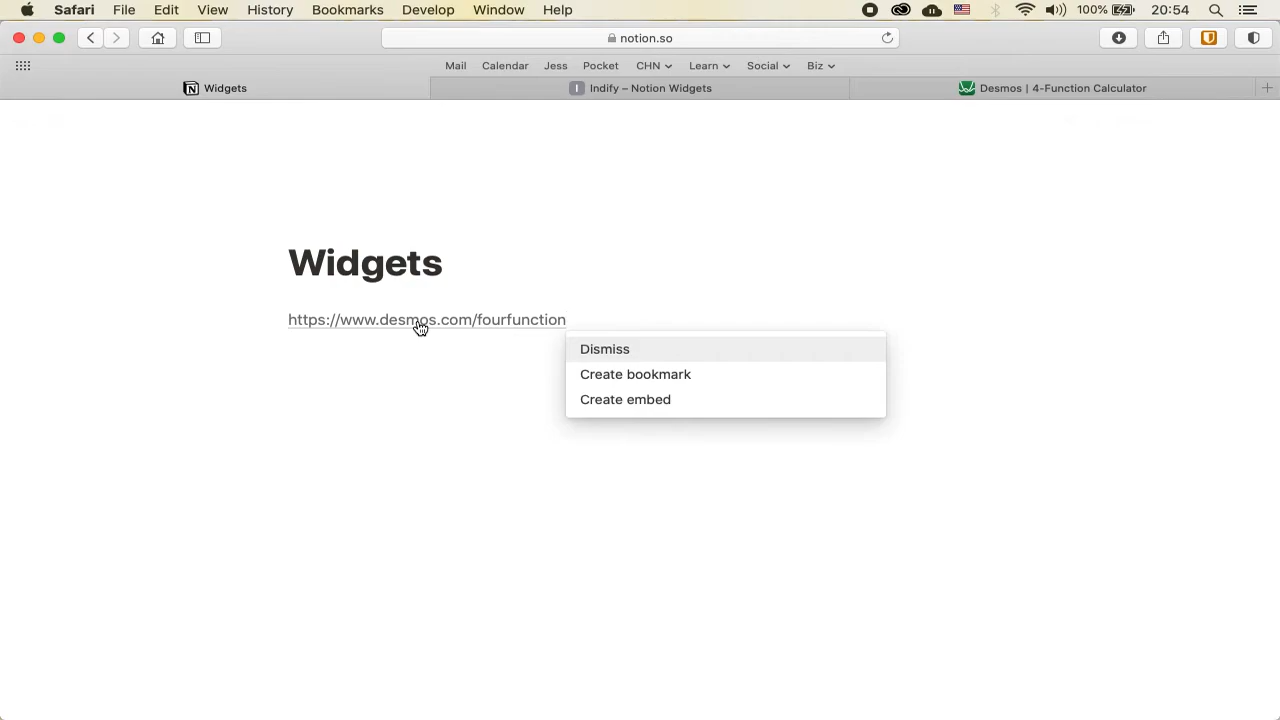 Safari File Edit View History Bookmarks Develop Window Help 100% 20:54
notion.so
Mail Calendar Jess Pocket CHN Learn Social Biz
Widgets I Indify – Notion Widgets Desmos | 4-Function Calculator
Widgets
https://www.desmos.com/fourfunction
Dismiss
Create bookmark
Create embed